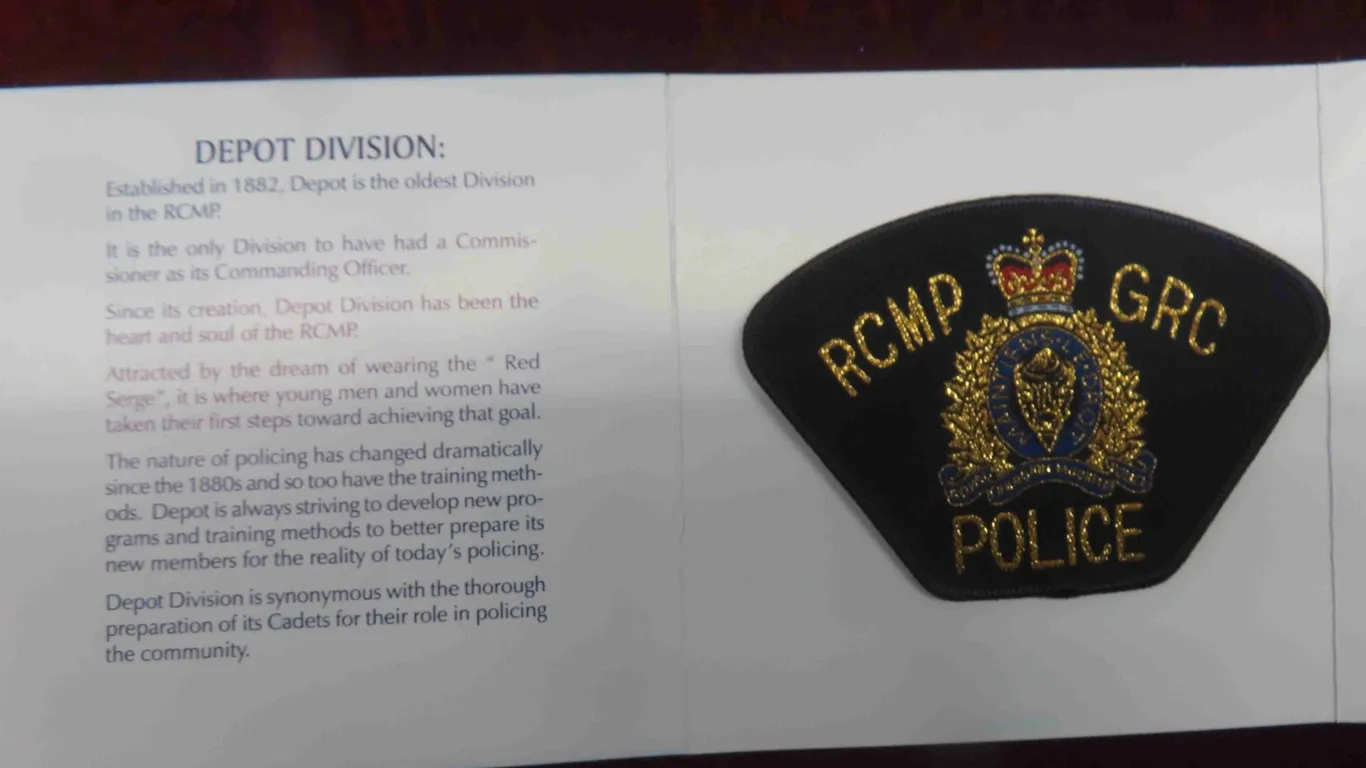 DEPOT DIVISION:
Established in 1882, Depot is the oldest Division
in the RCMP.
It is the only Division to have had a Commis-
sioner as its Commanding Officer.
Since its creation, Depot Division has been the
heart and soul of the RCMP.
Attracted by the dream of wearing the " Red
Serge", it is where young men and women have
taken their first steps toward achieving that goal.
The nature of policing has changed dramatically
since the 1880s and so too have the training meth-
ods. Depot is always striving to develop new pro-
grams and training methods to better prepare its
new members for the reality of today's policing.
Depot Division is synonymous with the thorough
preparation of its Cadets for their role in policing
the community.
RCMP GRC
POLICE